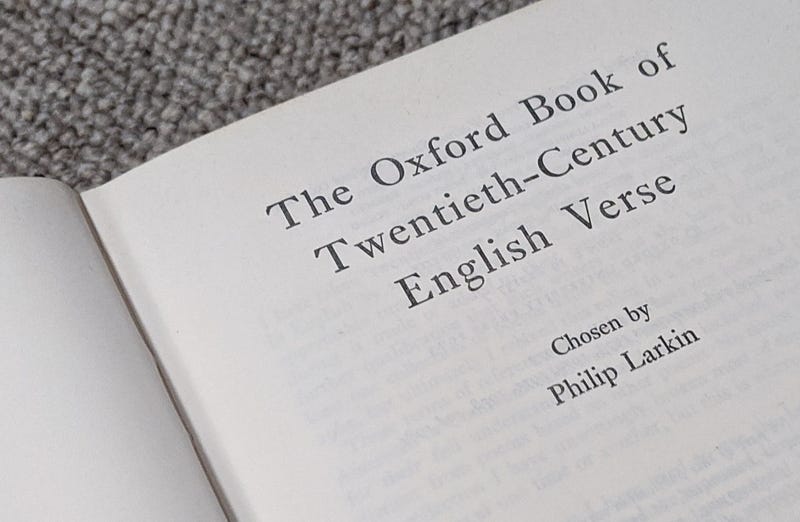 The Oxford Book of
Twentieth-Century
English Verse
Chosen by
Philip Larkin